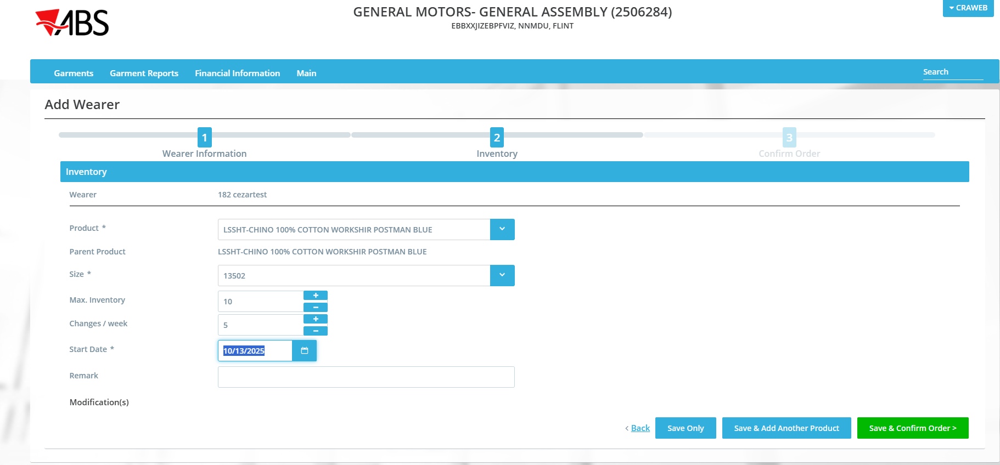 ABS
GENERAL MOTORS- GENERAL ASSEMBLY (2506284)
EBBXXJIZEBPFVIZ, NNMDU, FLINT
CRAWEB
Garments Garment Reports Financial Information Main Search
Add Wearer
1 2 3
Wearer Information Inventory Confirm Order
Inventory
Wearer 182 cezartest
Product * LSSHT-CHINO 100% COTTON WORKSHIR POSTMAN BLUE
Parent Product LSSHT-CHINO 100% COTTON WORKSHIR POSTMAN BLUE
Size * 13502
Max. Inventory 10
Changes / week 5
Start Date * 10/13/2025
Remark
Modification(s)
< Back Save Only Save & Add Another Product Save & Confirm Order >